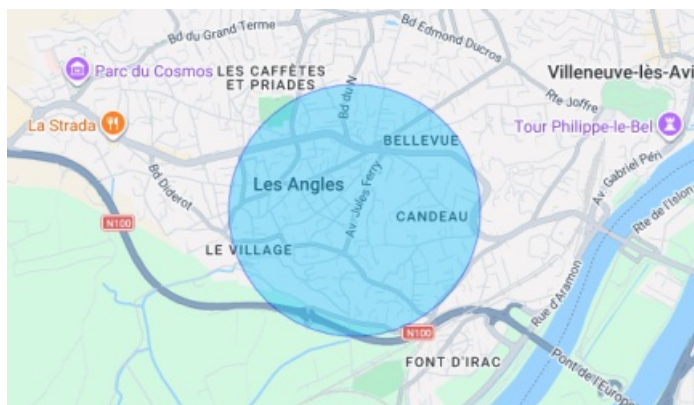 Bd du Grand Terme
Bd Edmond Ducros
Parc du Cosmos
LES CAFFÈTES
ET PRIADES
Villeneuve-lès-Avi
Rte Joffre
Bd du N
La Strada
Tour Philippe-le-Bel
BELLEVUE
Av. Gabriel Péri
Bd Diderot
Les Angles
Av. Jules Ferry
CANDEAU
Rte de l'Islon
N100
LE VILLAGE
Rue d'Aramon
N100
FONT D'IRAC
Pont de l'Europe